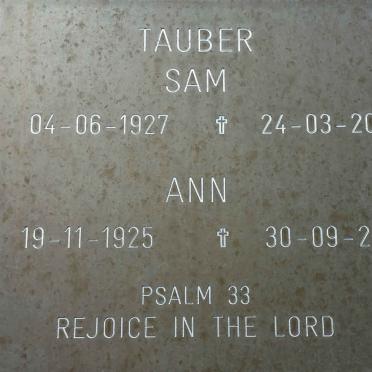 TAUBER
SAM
04-06-1927 ✝ 24-03-20
ANN
19-11-1925 ✝ 30-09-2
PSALM 33
REJOICE IN THE LORD